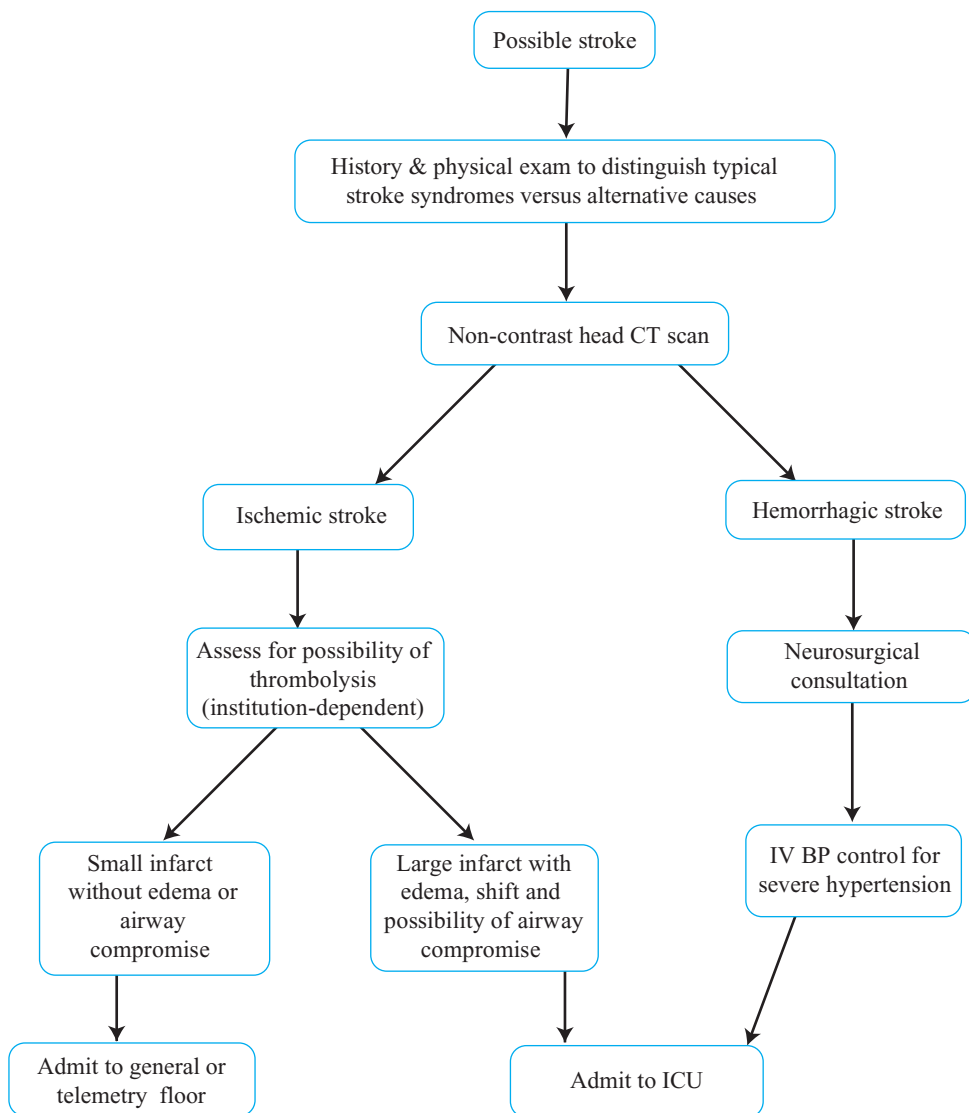 Possible stroke
History & physical exam to distinguish typical
stroke syndromes versus alternative causes
Non-contrast head CT scan
Ischemic stroke
Hemorrhagic stroke
Assess for possibility of
thrombolysis
(institution-dependent)
Neurosurgical
consultation
Small infarct
without edema or
airway
compromise
Large infarct with
edema, shift and
possibility of airway
compromise
IV BP control for
severe hypertension
Admit to general or
telemetry floor
Admit to ICU